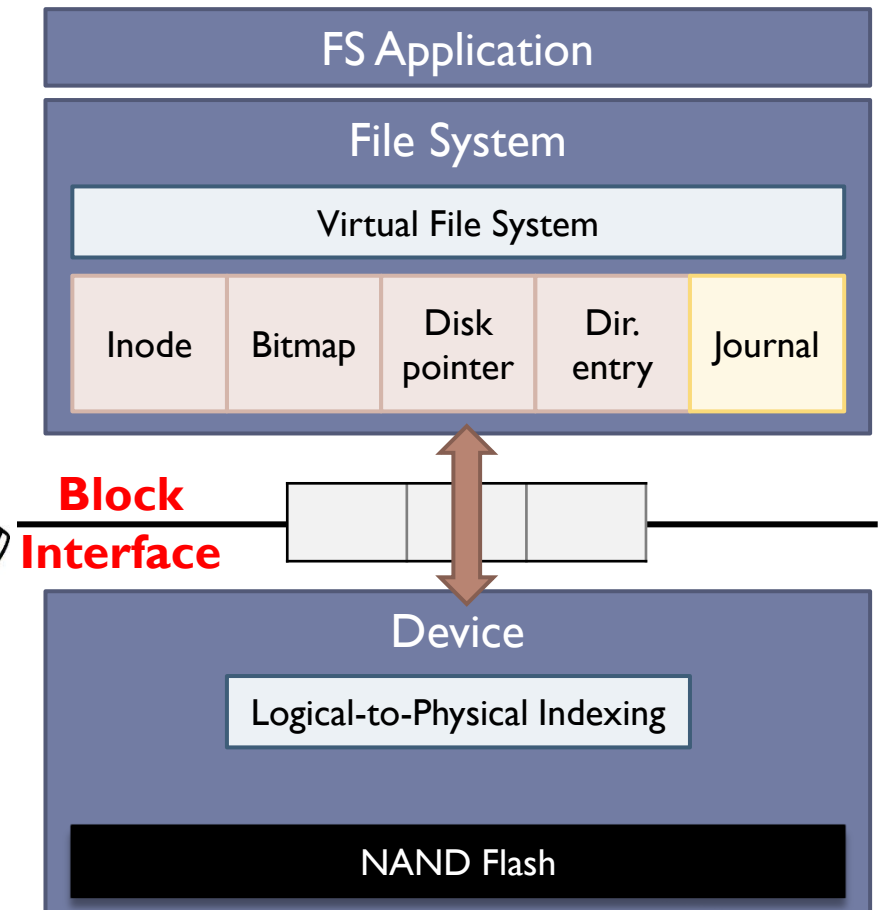 FS Application
File System
Virtual File System
Inode
Bitmap
Disk
pointer
Dir.
entry
Journal
Block
Interface
Device
Logical-to-Physical Indexing
NAND Flash